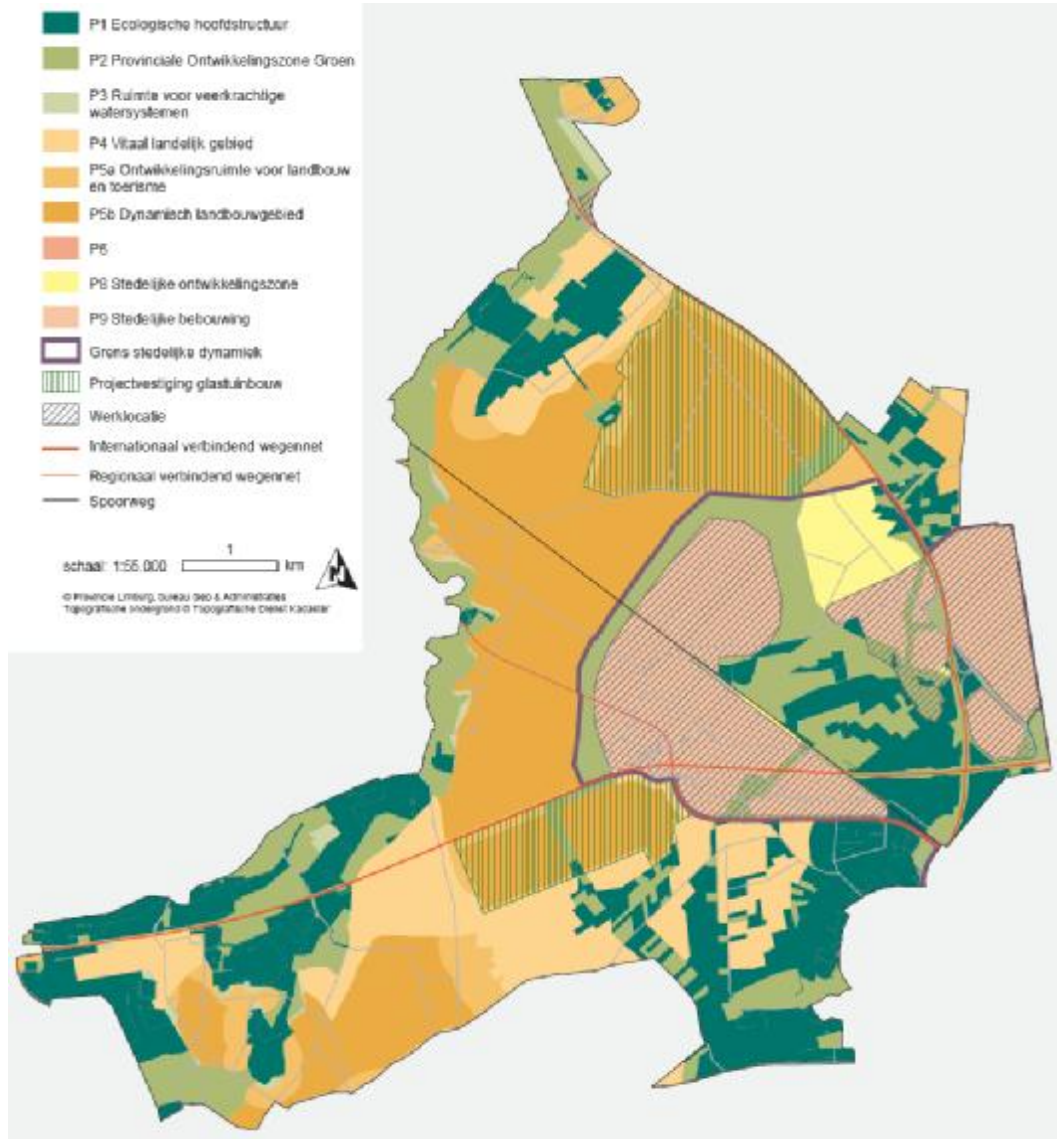 P1 Ecologische hoofdstructuur
P2 Provinciale Ontwikkelingszone Groen
P3 Ruimte voor veerkrachtige
watersystemen
P4 Vitaal landelijk gebied
P5a Ontwikkelingsruimte voor landbouw
en toerisme
P5b Dynamisch landbouwgebied
P6
P8 Stedelijke ontwikkelingszone
P9 Stedelijke bebouwing
Grens stedelijke dynamiek
Projectvestiging glastuinbouw
Werklocatie
Internationaal verbindend wegennet
Regionaal verbindend wegennet
Spoorweg
1
schaal: 1:55.000 km
N
© Provincie Limburg, bureau Geo & Administraties
Topografische ondergrond © Topografische Dienst Kadaster